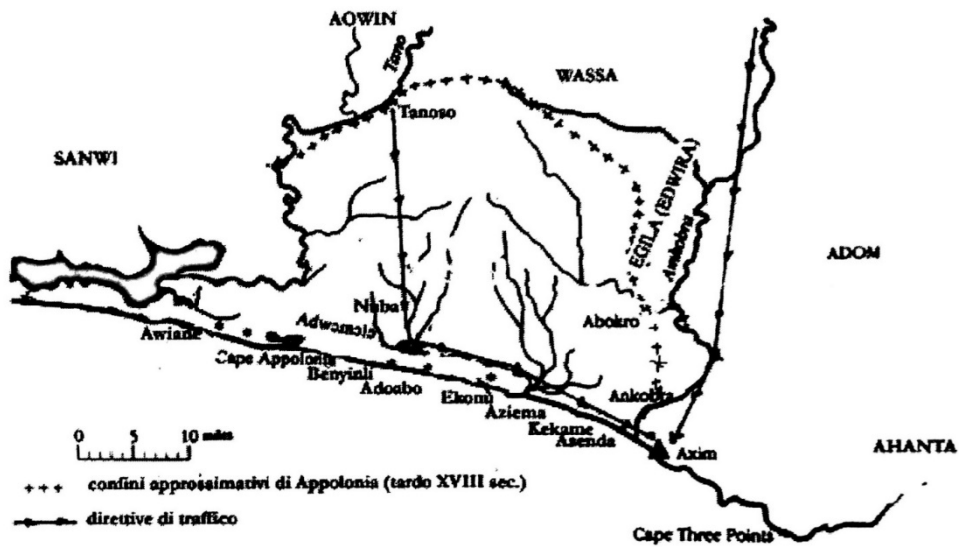 AOWIN
Tano
WASSA
Tanoso
SANWI
EGILA (EDWIRA)
Ankobra
ADOM
Nuba
Abokro
Awiane
Cape Appolonia
Benyinli
Adoabo
Ekonu
Aziema
Ankobra
Kekame
Asenda
Axim
AHANTA
0 5 10 miles
+++ confini approssimativi di Appolonia (tardo XVIII sec.)
direttive di traffico
Cape Three Points